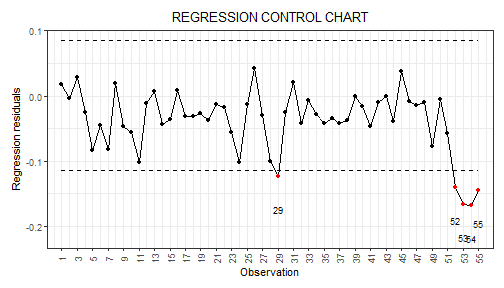 REGRESSION CONTROL CHART
0.1
0.0
-0.1
-0.2
Regression residuals
29
52
53
54
55
1 3 5 7 9 11 13 15 17 19 21 23 25 27 29 31 33 35 37 39 41 43 45 47 49 51 53 55
Observation